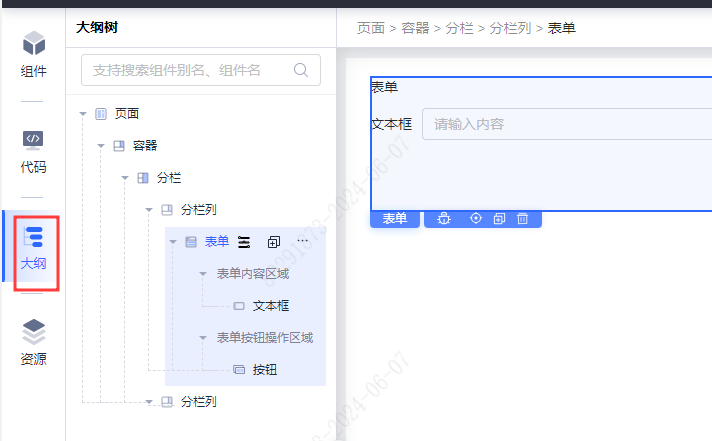 大纲树
页面 > 容器 > 分栏 > 分栏列 > 表单
组件
代码
大纲
资源
支持搜索组件别名、组件名
页面
容器
分栏
分栏列
表单
表单内容区域
文本框
表单按钮操作区域
按钮
分栏列
表单
文本框 请输入内容
表单